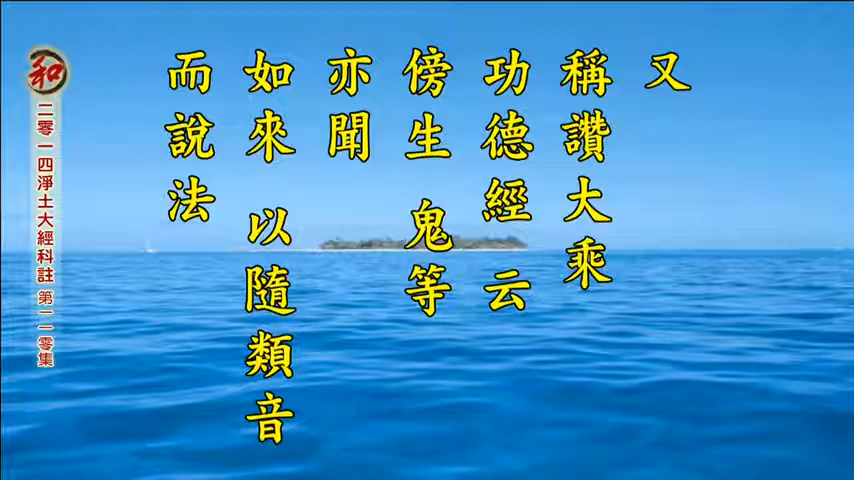 又
稱讚大乘
功德經 云
傍生 鬼等
亦聞
如來 以隨類音
而說法
和
二零一四淨土大經科註 第一一零集